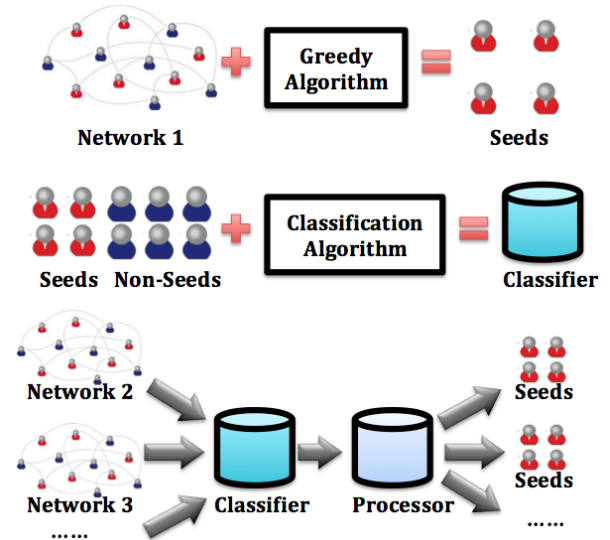 Greedy
Algorithm
Network 1
Seeds
Classification
Algorithm
Seeds
Non-Seeds
Classifier
Network 2
Seeds
Network 3
Classifier
Processor
Seeds
......
......